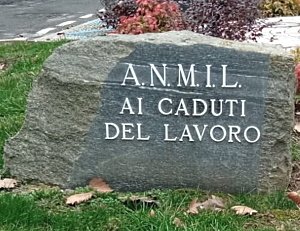 A.N.M.I.L.
AI CADUTI
DEL LAVORO